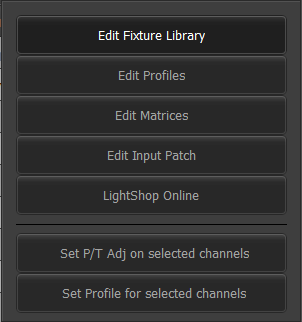 Edit Fixture Library
Edit Profiles
Edit Matrices
Edit Input Patch
LightShop Online
Set P/T Adj on selected channels
Set Profile for selected channels